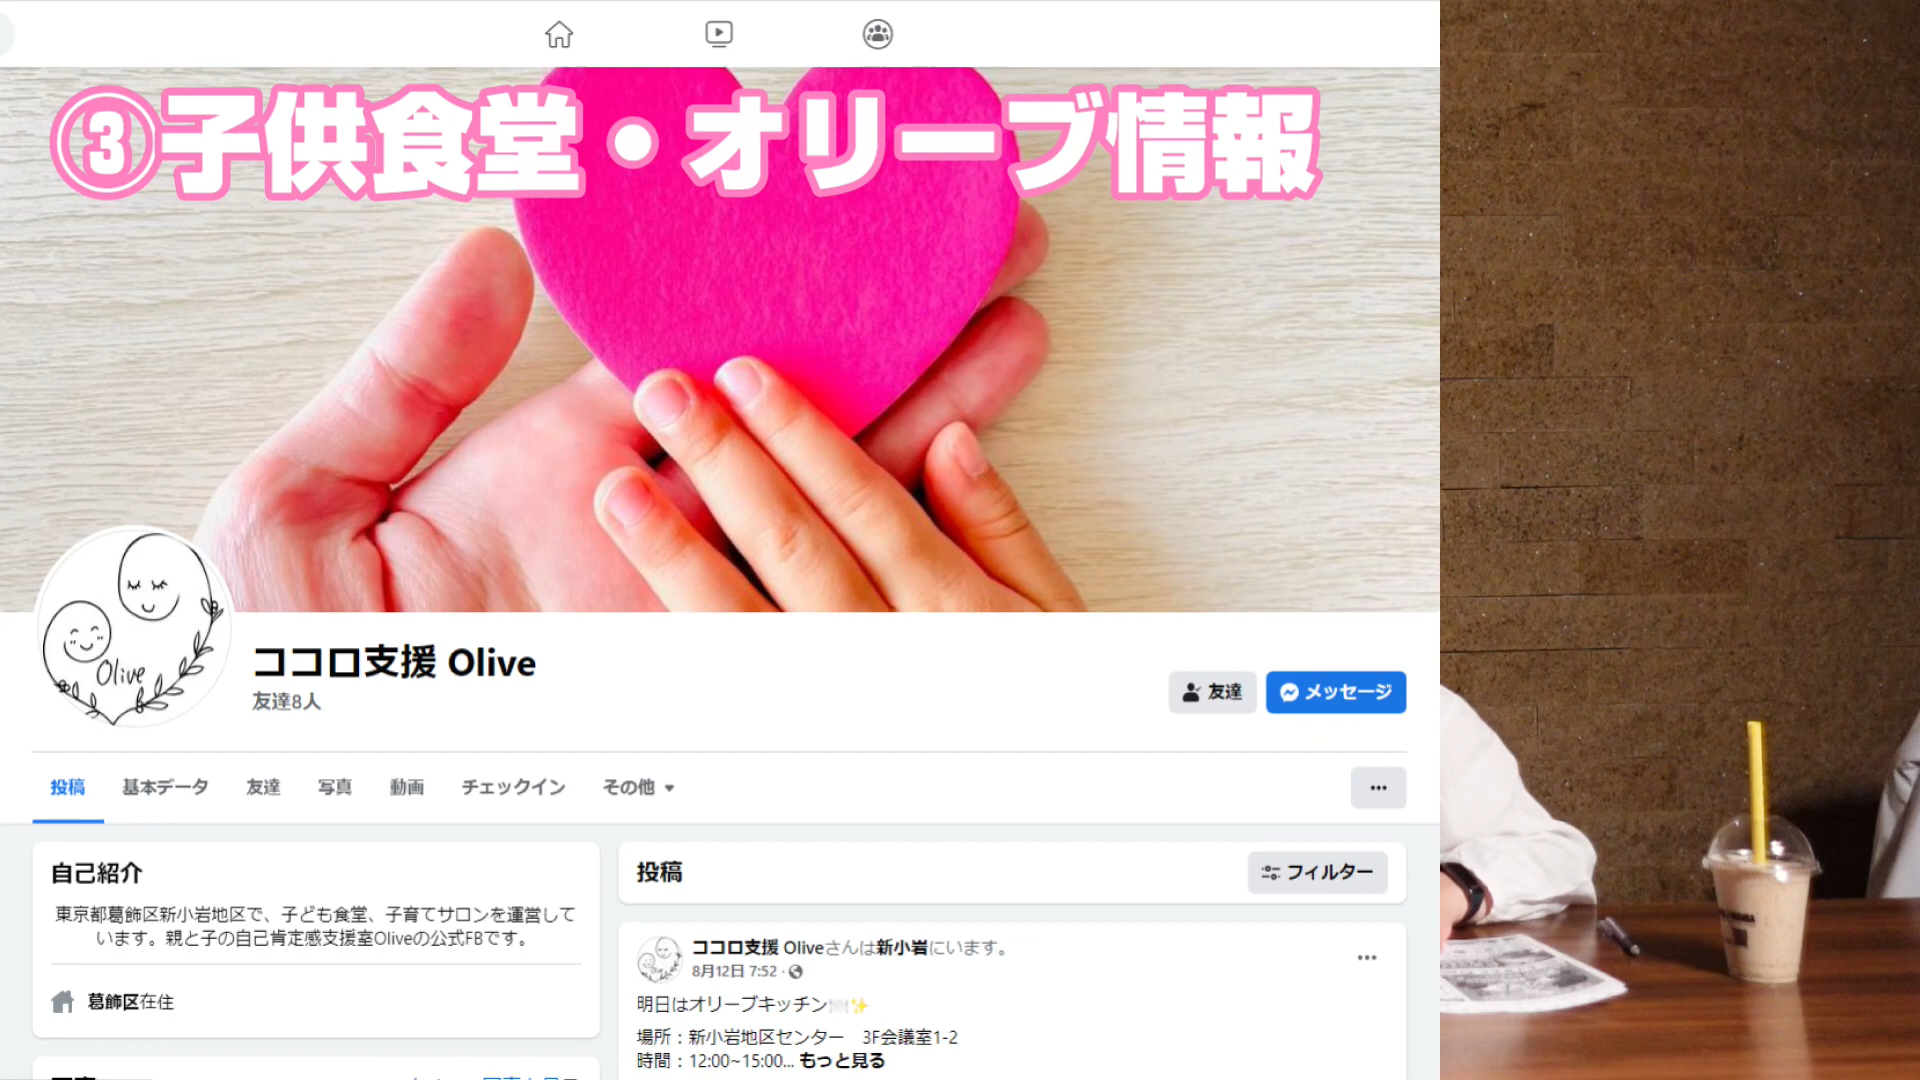 ③子供食堂・オリーブ情報
Olive
ココロ支援 Olive
友達8人
友達
メッセージ
投稿
基本データ
友達
写真
動画
チェックイン
その他
自己紹介
東京都葛飾区新小岩地区で、子ども食堂、子育てサロンを運営して
います。親と子の自己肯定感支援室Oliveの公式FBです。
葛飾区在住
投稿
フィルター
ココロ支援 Oliveさんは新小岩にいます。
8月12日 7:52
明日はオリーブキッチン🍽✨
場所：新小岩地区センター　3F会議室1-2
時間：12:00~15:00... もっと見る